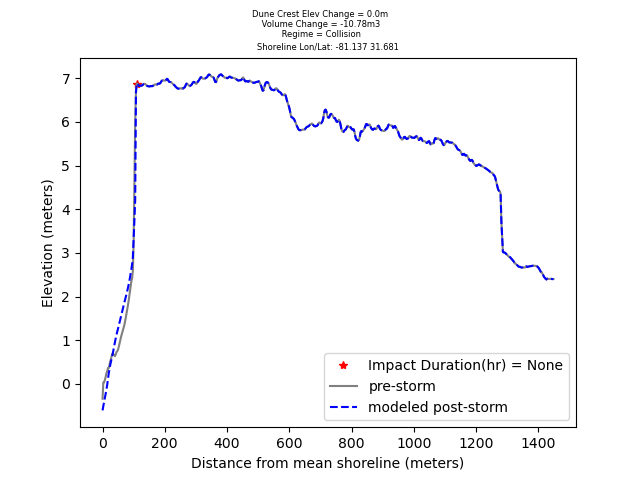 Dune Crest Elev Change = 0.0m
Volume Change = -10.78m3
Regime = Collision
Shoreline Lon/Lat: -81.137 31.681
7
6
5
4
3
2
1
0
Elevation (meters)
Impact Duration(hr) = None
pre-storm
modeled post-storm
0 200 400 600 800 1000 1200 1400
Distance from mean shoreline (meters)